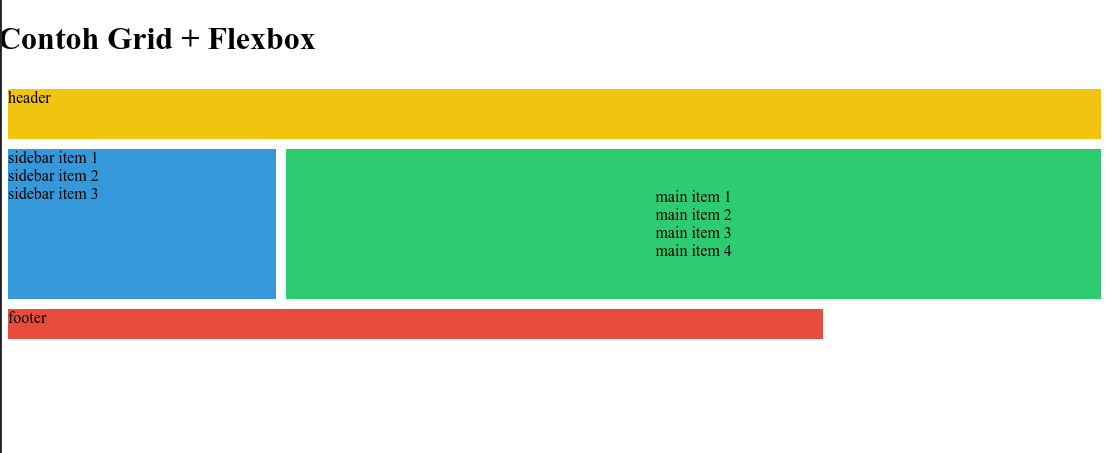 Contoh Grid + Flexbox
header
sidebar item 1
sidebar item 2
sidebar item 3
main item 1
main item 2
main item 3
main item 4
footer